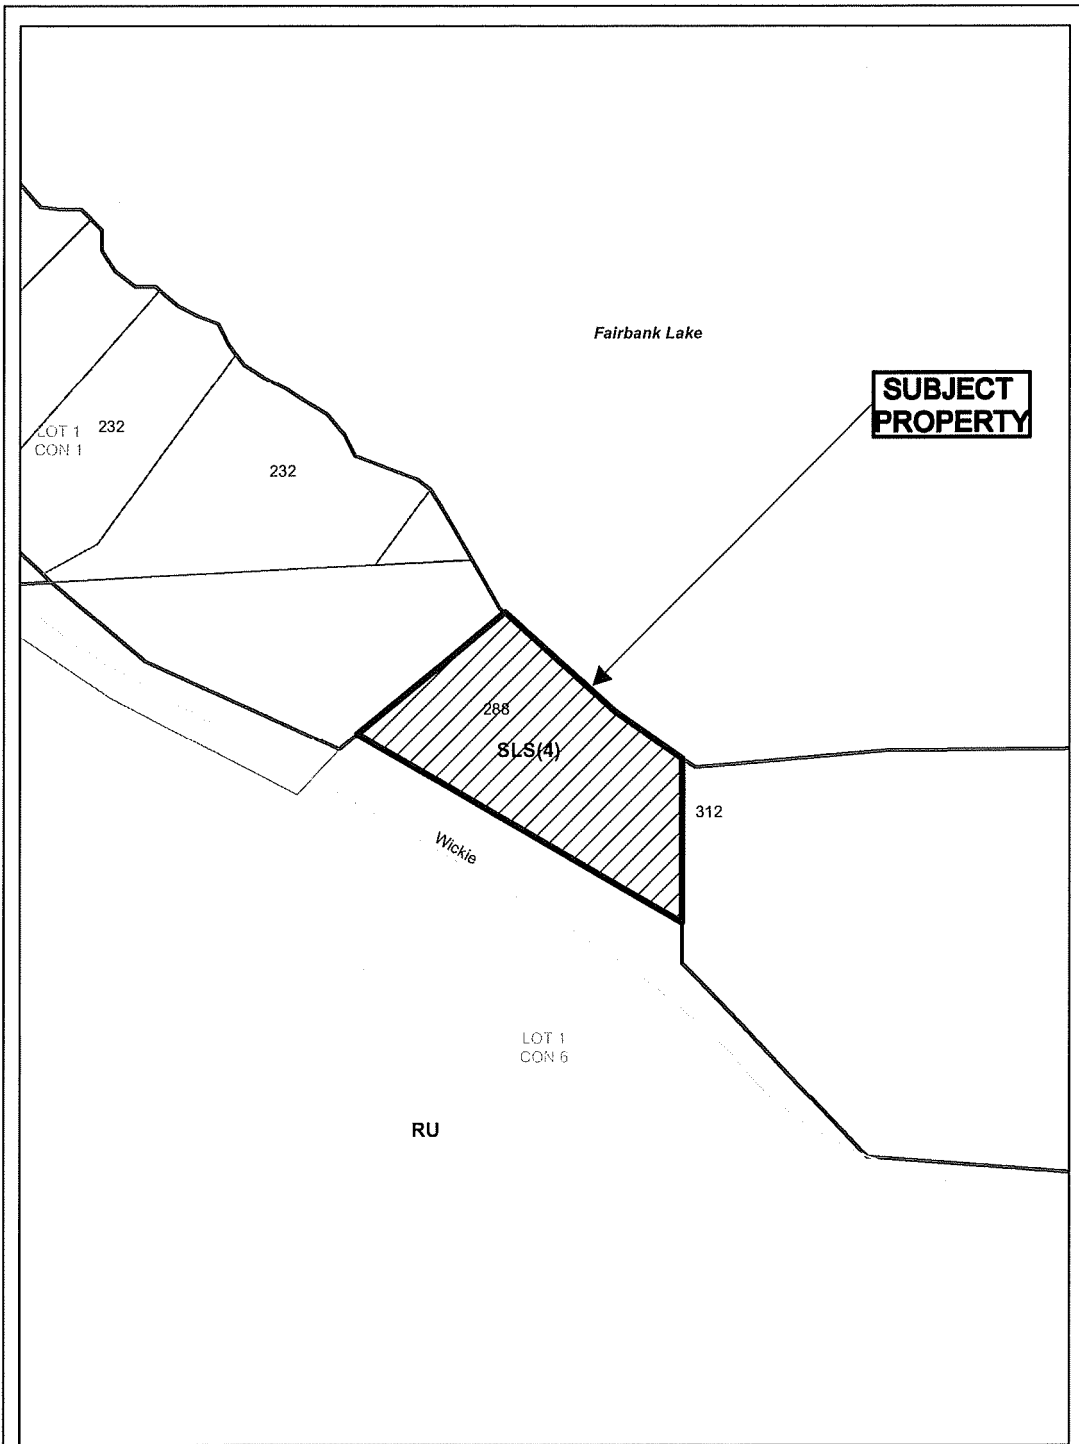 Fairbank Lake
SUBJECT
PROPERTY
LOT 1
CON 1
232
232
288
SLS(4)
312
Wickie
LOT 1
CON 6
RU